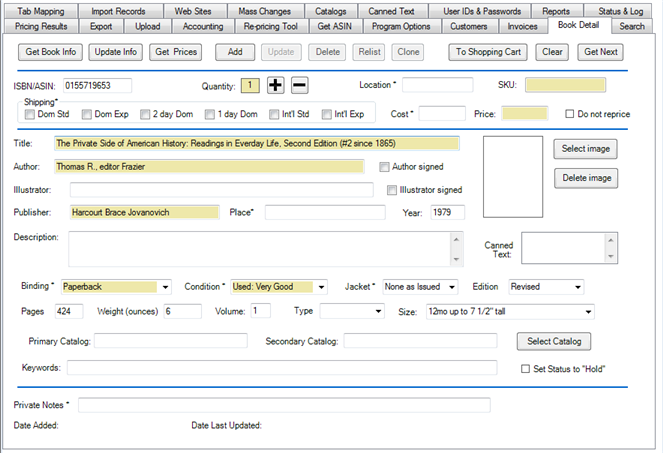 Tab Mapping Import Records Web Sites Mass Changes Catalogs Canned Text User IDs & Passwords Reports Status & Log
Pricing Results Export Upload Accounting Re-pricing Tool Get ASIN Program Options Customers Invoices Book Detail Search
Get Book Info Update Info Get Prices Add Update Delete Relist Clone To Shopping Cart Clear Get Next
ISBN/ASIN: 0155719653 Quantity: 1 + − Location * SKU:
Shipping*
Dom Std Dom Exp 2 day Dom 1 day Dom Int'l Std Int'l Exp Cost * Price: Do not reprice
Title: The Private Side of American History: Readings in Everday Life, Second Edition (#2 since 1865) Select image
Author: Thomas R., editor Frazier Author signed
Delete image
Illustrator: Illustrator signed
Publisher: Harcourt Brace Jovanovich Place* Year: 1979
Description: Canned
Text:
Binding * Paperback Condition * Used: Very Good Jacket * None as Issued Edition Revised
Pages 424 Weight (ounces) 6 Volume: 1 Type Size: 12mo up to 7 1/2" tall
Primary Catalog: Secondary Catalog: Select Catalog
Keywords: Set Status to "Hold"
Private Notes *
Date Added: Date Last Updated: